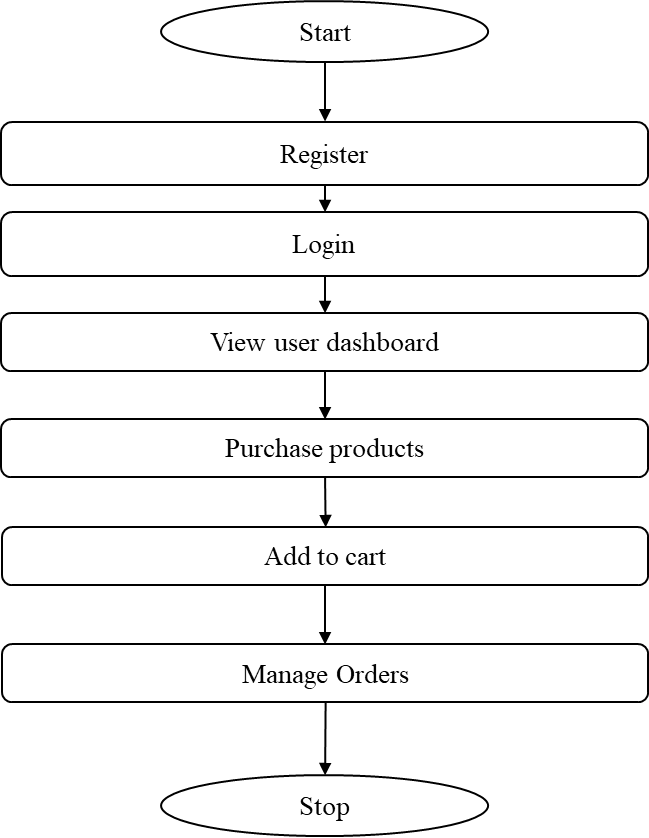 Start
Register
Login
View user dashboard
Purchase products
Add to cart
Manage Orders
Stop